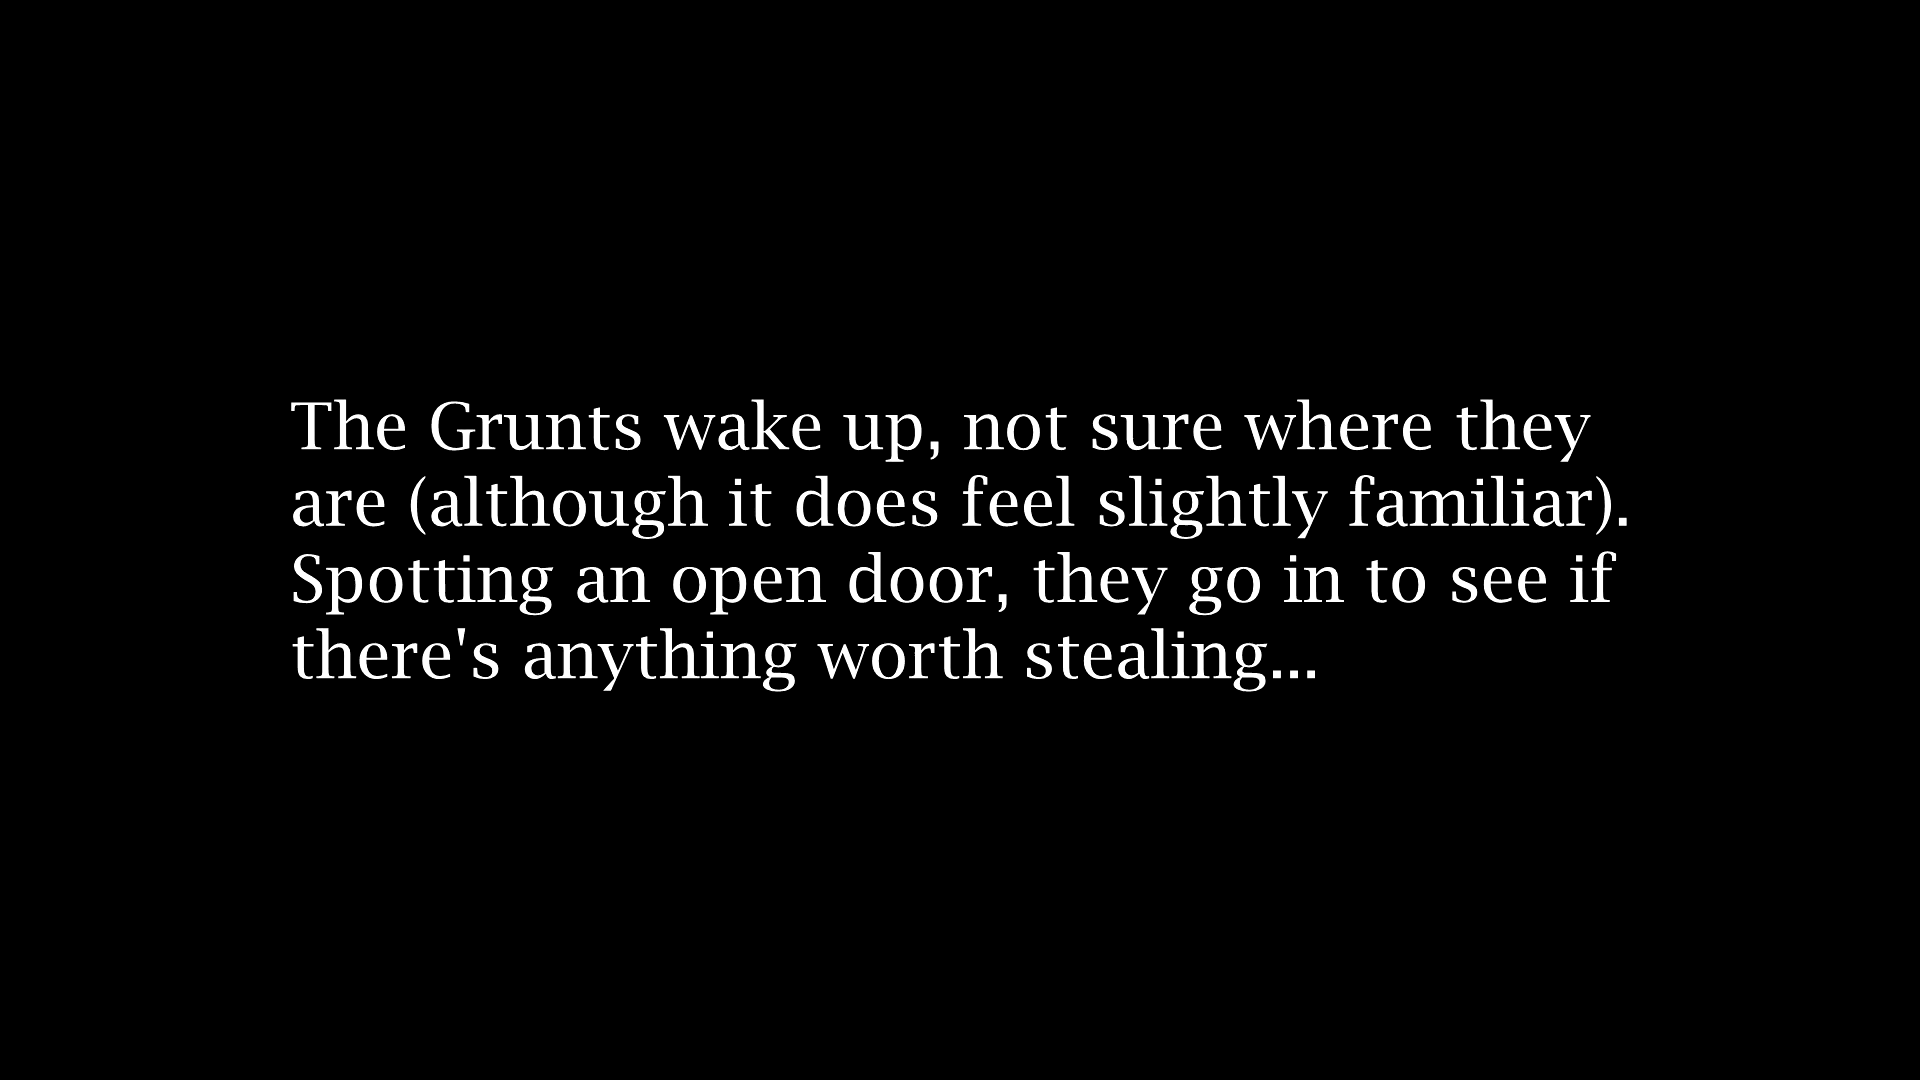 The Grunts wake up, not sure where they
are (although it does feel slightly familiar).
Spotting an open door, they go in to see if
there's anything worth stealing...